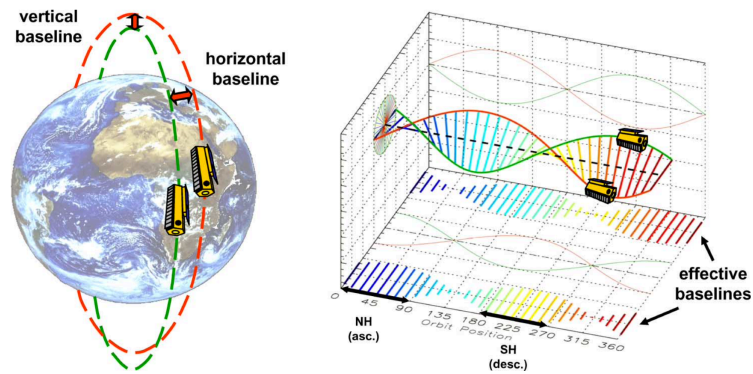 vertical
baseline
horizontal
baseline
effective
baselines
0
45
90
135
180
225
270
315
360
Orbit Position
NH
(asc.)
SH
(desc.)